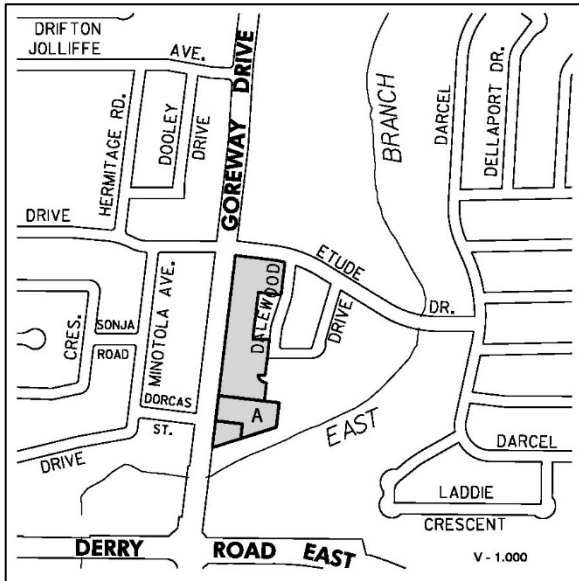 DRIFTON
JOLLIFFE
AVE.
HERMITAGE RD.
DOOLEY
DRIVE
GOREWAY DRIVE
BRANCH
DARCEL
DELLAPORT DR.
DRIVE
ETUDE
DR.
DALEWOOD
DRIVE
MINOTOLA AVE.
CRES.
SONJA
ROAD
DORCAS
ST.
A
EAST
DRIVE
DARCEL
LADDIE
CRESCENT
DERRY ROAD EAST
V - 1.000